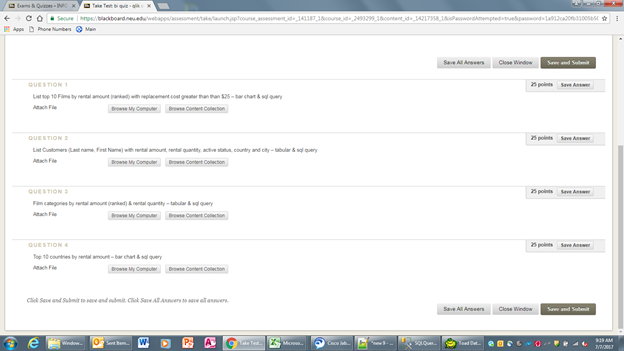 Exams & Quizzes – INFO
Take Test: bi quiz – qlik
Secure https://blackboard.neu.edu/webapps/assessment/take/launch.jsp?course_assessment_id=_141187_1&course_id=_2493299_1&content_id=_14217358_1&isPasswordAttempted=true&password=
Apps Phone Numbers Main
Save All Answers Close Window Save and Submit
QUESTION 1
25 points Save Answer
List top 10 Films by rental amount (ranked) with replacement cost greater than than $25 – bar chart & sql query
Attach File Browse My Computer Browse Content Collection
QUESTION 2
25 points Save Answer
List Customers (Last name, First Name) with rental amount, rental quantity, active status, country and city – tabular & sql query
Attach File Browse My Computer Browse Content Collection
QUESTION 3
25 points Save Answer
Film categories by rental amount (ranked) & rental quantity – tabular & sql query
Attach File Browse My Computer Browse Content Collection
QUESTION 4
25 points Save Answer
Top 10 countries by rental amount – bar chart & sql query
Attach File Browse My Computer Browse Content Collection
Click Save and Submit to save and submit. Click Save All Answers to save all answers.
Save All Answers Close Window Save and Submit
Window... Sent Item... Take Test... Microsof... Cisco Jab... *new 9 - ... SQLQuer... Toad Dat...
9:19 AM
7/7/2017